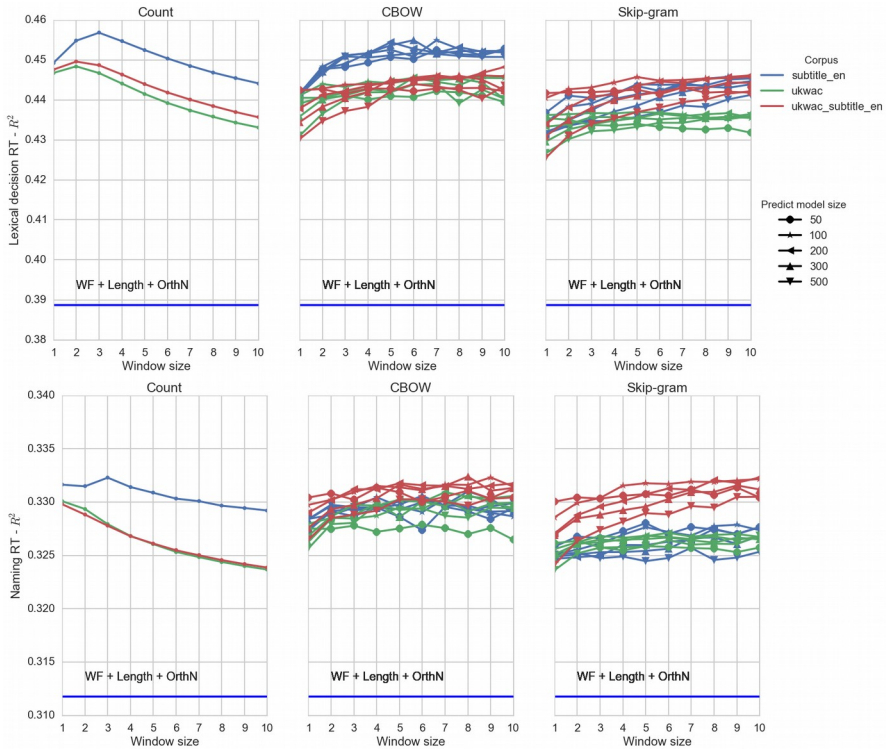 Count CBOW Skip-gram
0.46
0.45
0.44
0.43
0.42
0.41
0.40
0.39
0.38
Lexical decision RT - R²
WF + Length + OrthN WF + Length + OrthN WF + Length + OrthN
1 2 3 4 5 6 7 8 9 10 1 2 3 4 5 6 7 8 9 10 1 2 3 4 5 6 7 8 9 10
Window size Window size Window size
Corpus
subtitle_en
ukwac
ukwac_subtitle_en
Predict model size
50
100
200
300
500
Count CBOW Skip-gram
0.340
0.335
0.330
0.325
0.320
0.315
0.310
Naming RT - R²
WF + Length + OrthN WF + Length + OrthN WF + Length + OrthN
1 2 3 4 5 6 7 8 9 10 1 2 3 4 5 6 7 8 9 10 1 2 3 4 5 6 7 8 9 10
Window size Window size Window size